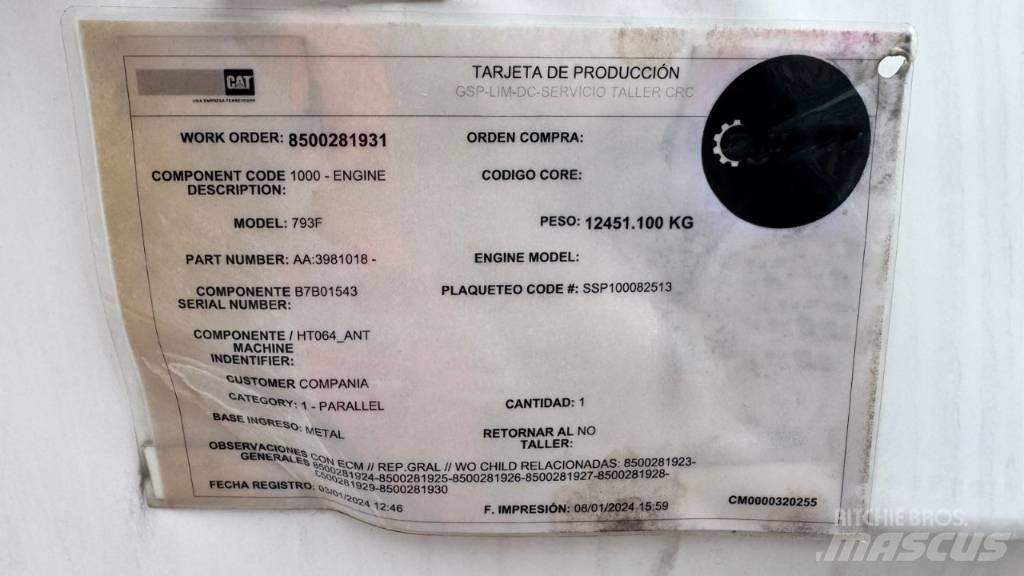 CAT
UNA EMPRESA FERREYCORP
TARJETA DE PRODUCCIÓN
GSP-LIM-DC-SERVICIO TALLER CRC
WORK ORDER: 8500281931
ORDEN COMPRA:
COMPONENT CODE 1000 - ENGINE
DESCRIPTION:
CODIGO CORE:
MODEL: 793F
PESO: 12451.100 KG
PART NUMBER: AA:3981018 -
ENGINE MODEL:
COMPONENTE B7B01543
SERIAL NUMBER:
PLAQUETEO CODE #: SSP100082513
COMPONENTE / HT064_ANT
MACHINE
INDENTIFIER:
CUSTOMER COMPANIA
CATEGORY: 1 - PARALLEL
CANTIDAD: 1
BASE INGRESO: METAL
RETORNAR AL NO
TALLER:
OBSERVACIONES CON ECM // REP.GRAL // WO CHILD RELACIONADAS: 8500281923-
GENERALES 8500281924-8500281925-8500281926-8500281927-8500281928-
8500281929-8500281930
FECHA REGISTRO: 03/01/2024 12:46
F. IMPRESIÓN: 08/01/2024 15:59
CM0000320255
RITCHIE BROS.
MASCUS